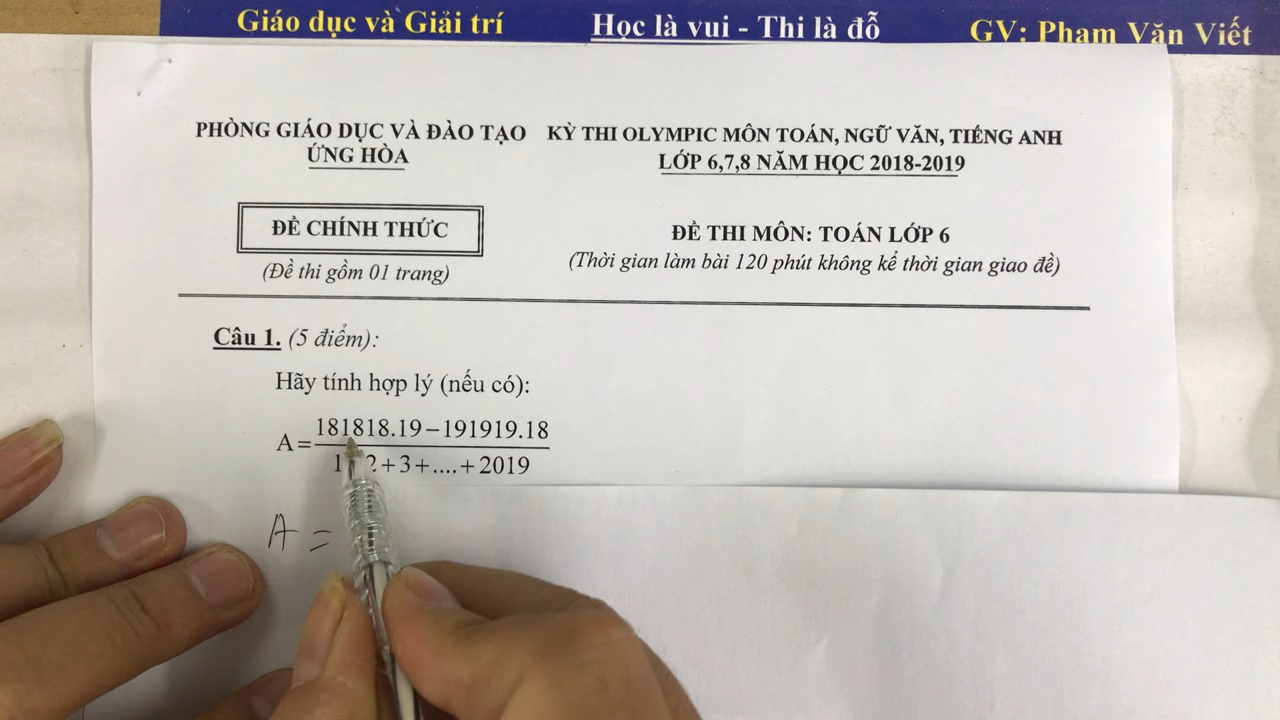 Giáo dục và Giải trí Học là vui - Thi là đỗ GV: Phạm Văn Viết
PHÒNG GIÁO DỤC VÀ ĐÀO TẠO KỲ THI OLYMPIC MÔN TOÁN, NGỮ VĂN, TIẾNG ANH
ỨNG HÒA LỚP 6,7,8 NĂM HỌC 2018-2019
ĐỀ CHÍNH THỨC ĐỀ THI MÔN: TOÁN LỚP 6
(Đề thi gồm 01 trang) (Thời gian làm bài 120 phút không kể thời gian giao đề)
Câu 1. (5 điểm):
Hãy tính hợp lý (nếu có):
181818.19-191919.18
A=
1 2+3+....+2019
A =